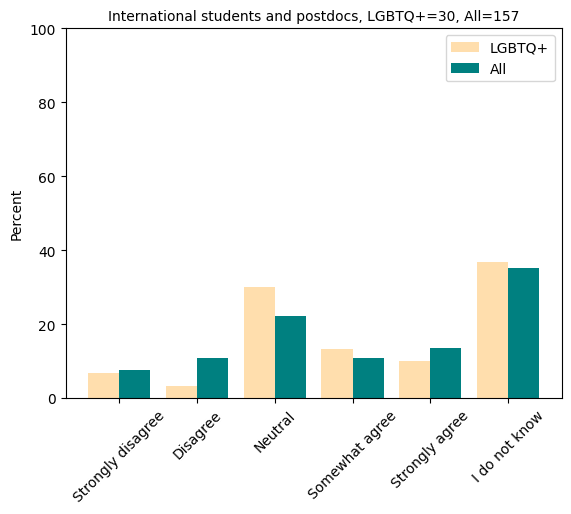 International students and postdocs, LGBTQ+=30, All=157
LGBTQ+
All
Percent
100
80
60
40
20
0
Strongly disagree
Disagree
Neutral
Somewhat agree
Strongly agree
I do not know